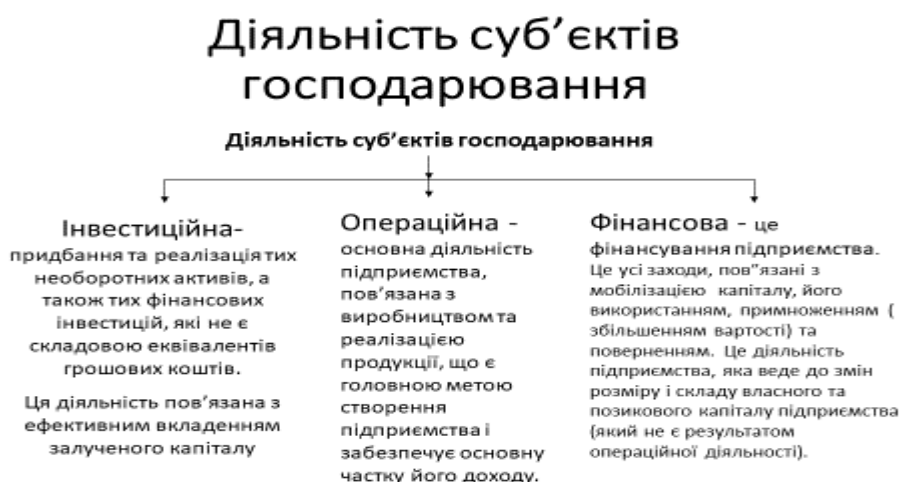 Діяльність суб’єктів
господарювання
Діяльність суб’єктів господарювання
Інвестиційна-
придбання та реалізація тих
необоротних активів, а
також тих фінансових
інвестицій, які не є
складовою еквівалентів
грошових коштів.
Ця діяльність пов’язана з
ефективним вкладенням
залученого капіталу
Операційна -
основна діяльність
підприємства,
пов’язана з
виробництвом та
реалізацією
продукції, що є
головною метою
створення
підприємства і
забезпечує основну
частку його доходу.
Фінансова - це
фінансування підприємства.
Це усі заходи, пов"язані з
мобілізацією капіталу, його
використанням, примноженням (
збільшенням вартості) та
поверненням. Це діяльність
підприємства, яка веде до змін
розміру і складу власного та
позикового капіталу підприємства
(який не є результатом
операційної діяльності).